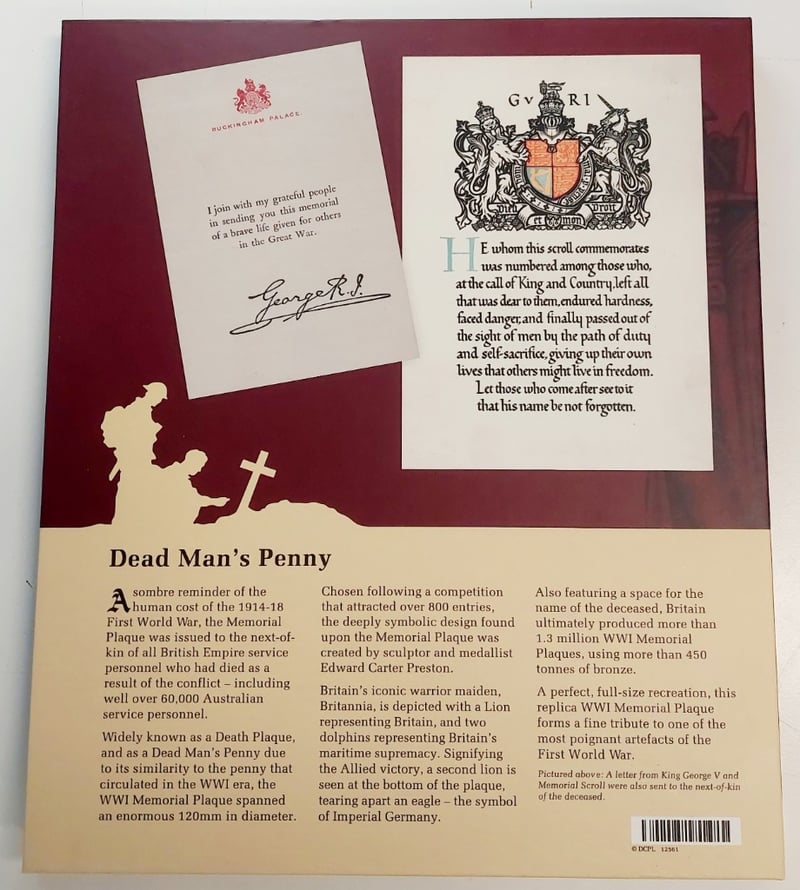 BUCKINGHAM PALACE.
I join with my grateful people
in sending you this memorial
of a brave life given for others
in the Great War.
George R.I.
G v R I
Dieu et mon Droit
HE whom this scroll commemorates
was numbered among those who,
at the call of King and Country, left all
that was dear to them, endured hardness,
faced danger, and finally passed out of
the sight of men by the path of duty
and self-sacrifice, giving up their own
lives that others might live in freedom.
Let those who come after see to it
that his name be not forgotten.
Dead Man's Penny
A sombre reminder of the
human cost of the 1914-18
First World War, the Memorial
Plaque was issued to the next-of-
kin of all British Empire service
personnel who had died as a
result of the conflict – including
well over 60,000 Australian
service personnel.
Widely known as a Death Plaque,
and as a Dead Man's Penny due
to its similarity to the penny that
circulated in the WWI era, the
WWI Memorial Plaque spanned
an enormous 120mm in diameter.
Chosen following a competition
that attracted over 800 entries,
the deeply symbolic design found
upon the Memorial Plaque was
created by sculptor and medallist
Edward Carter Preston.
Britain's iconic warrior maiden,
Britannia, is depicted with a Lion
representing Britain, and two
dolphins representing Britain's
maritime supremacy. Signifying
the Allied victory, a second lion is
seen at the bottom of the plaque,
tearing apart an eagle – the symbol
of Imperial Germany.
Also featuring a space for the
name of the deceased, Britain
ultimately produced more than
1.3 million WWI Memorial
Plaques, using more than 450
tonnes of bronze.
A perfect, full-size recreation, this
replica WWI Memorial Plaque
forms a fine tribute to one of the
most poignant artefacts of the
First World War.
Pictured above: A letter from King George V and
Memorial Scroll were also sent to the next-of-kin
of the deceased.
© DCPL 12561